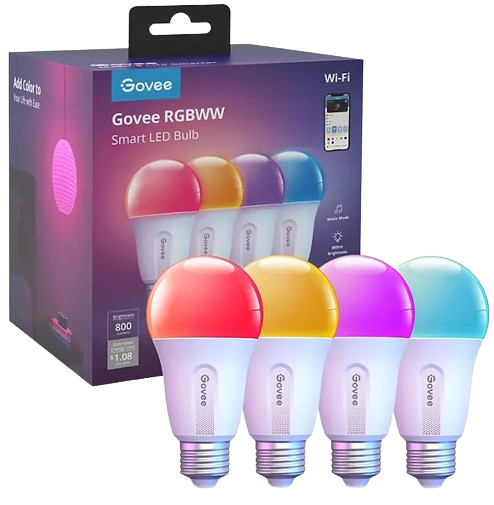 Add Color to
Your Life with Ease
Govee
Govee RGBWW
Smart LED Bulb
Wi-Fi
Govee
Govee
Govee
Govee
Music Mode
800lm
Brightness
Brightness
800
Estimated
Energy Cost
$1.08
Govee
Govee
Govee
Govee